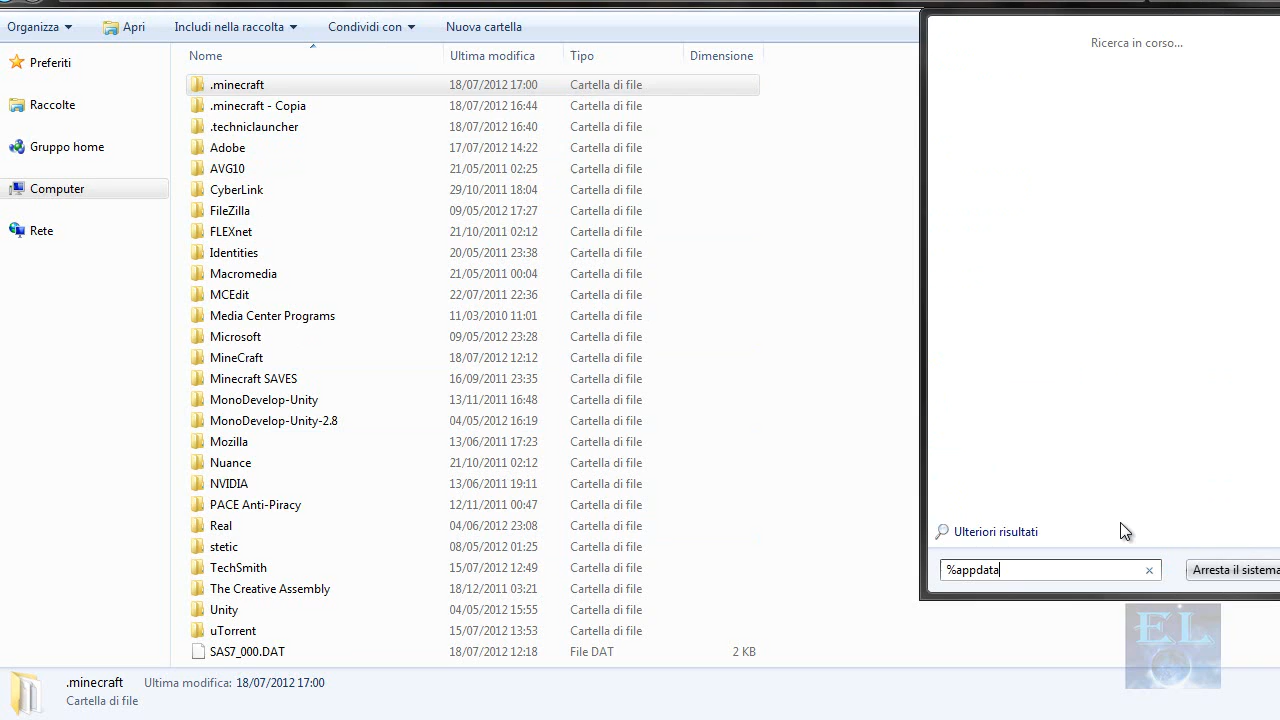 Organizza Apri Includi nella raccolta Condividi con Nuova cartella
Preferiti
Raccolte
Gruppo home
Computer
Rete
Nome Ultima modifica Tipo Dimensione
.minecraft 18/07/2012 17:00 Cartella di file
.minecraft - Copia 18/07/2012 16:44 Cartella di file
.techniclauncher 18/07/2012 16:40 Cartella di file
Adobe 17/07/2012 14:22 Cartella di file
AVG10 21/05/2011 02:25 Cartella di file
CyberLink 29/10/2011 18:04 Cartella di file
FileZilla 09/05/2012 17:27 Cartella di file
FLEXnet 21/10/2011 02:12 Cartella di file
Identities 20/05/2011 23:38 Cartella di file
Macromedia 21/05/2011 00:04 Cartella di file
MCEdit 22/07/2011 22:36 Cartella di file
Media Center Programs 11/03/2010 11:01 Cartella di file
Microsoft 09/05/2012 23:28 Cartella di file
MineCraft 18/07/2012 12:12 Cartella di file
Minecraft SAVES 16/09/2011 23:35 Cartella di file
MonoDevelop-Unity 13/11/2011 16:48 Cartella di file
MonoDevelop-Unity-2.8 04/05/2012 16:19 Cartella di file
Mozilla 13/06/2011 17:23 Cartella di file
Nuance 21/10/2011 02:12 Cartella di file
NVIDIA 13/06/2011 19:11 Cartella di file
PACE Anti-Piracy 12/11/2011 00:47 Cartella di file
Real 04/06/2012 23:08 Cartella di file
stetic 08/05/2012 01:25 Cartella di file
TechSmith 15/07/2012 12:49 Cartella di file
The Creative Assembly 18/12/2011 03:21 Cartella di file
Unity 04/05/2012 15:55 Cartella di file
uTorrent 15/07/2012 13:53 Cartella di file
SAS7_000.DAT 18/07/2012 12:18 File DAT 2 KB
.minecraft Ultima modifica: 18/07/2012 17:00
Cartella di file
Ricerca in corso...
Ulteriori risultati
%appdata
Arresta il sistema
EL